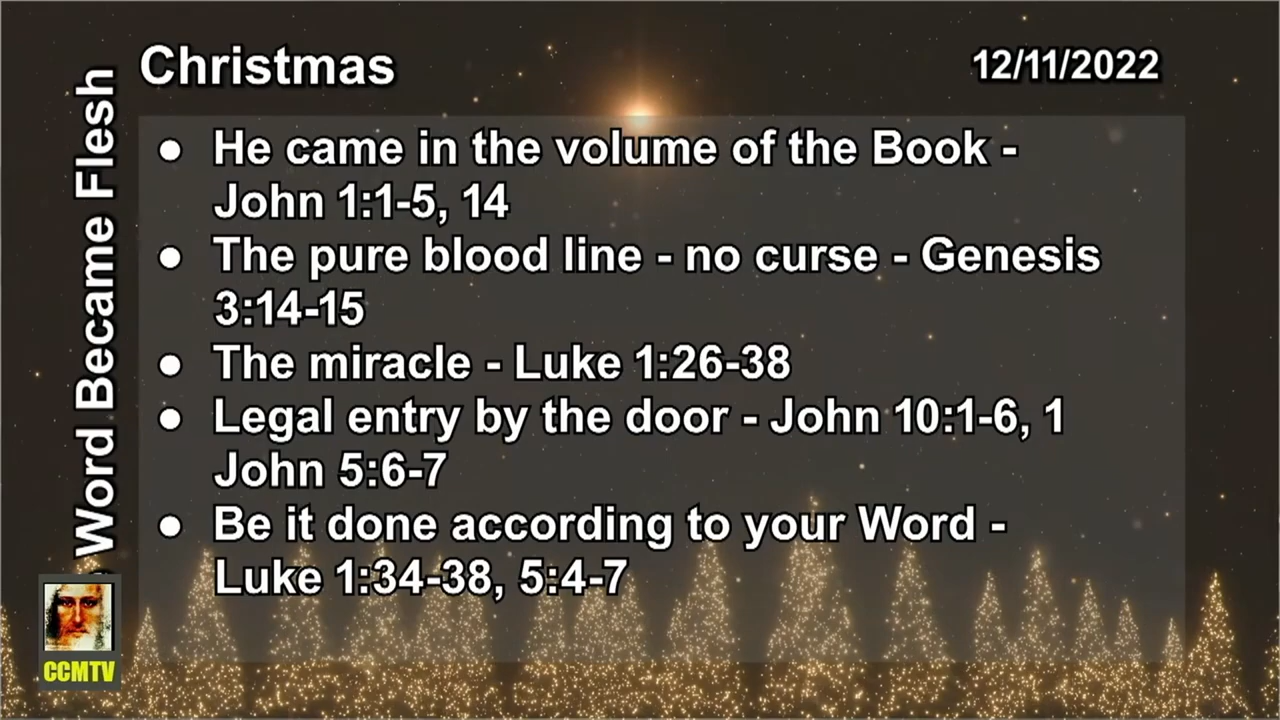 Christmas
12/11/2022
Word Became Flesh
● He came in the volume of the Book -
John 1:1-5, 14
● The pure blood line - no curse - Genesis
3:14-15
● The miracle - Luke 1:26-38
● Legal entry by the door - John 10:1-6, 1
John 5:6-7
● Be it done according to your Word -
Luke 1:34-38, 5:4-7
CCMTV